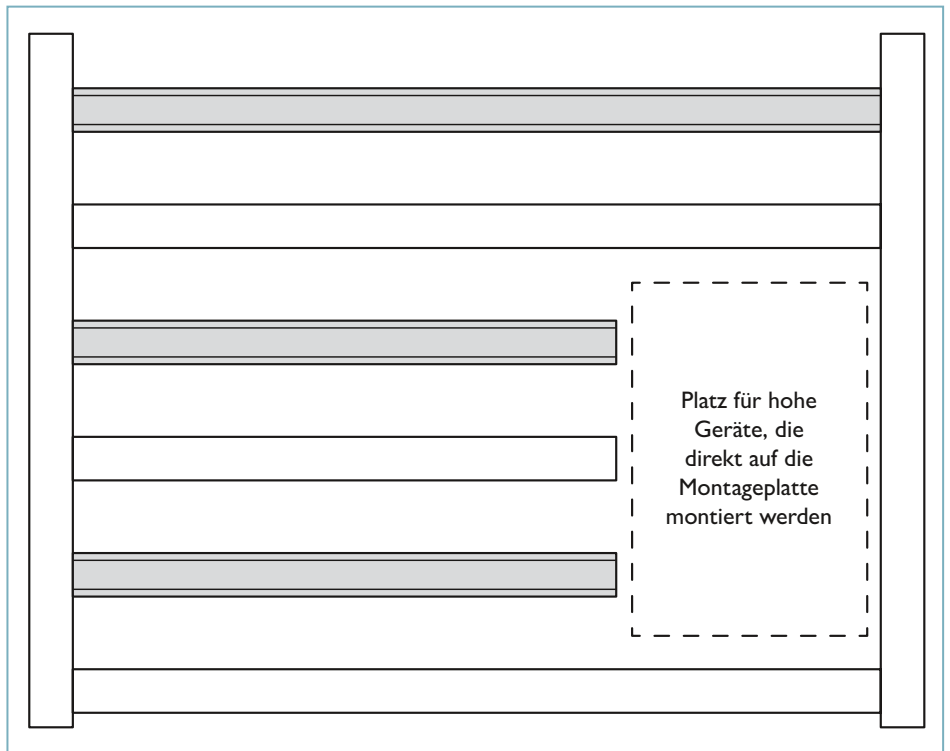 Platz für hohe
Geräte, die
direkt auf die
Montageplatte
montiert werden